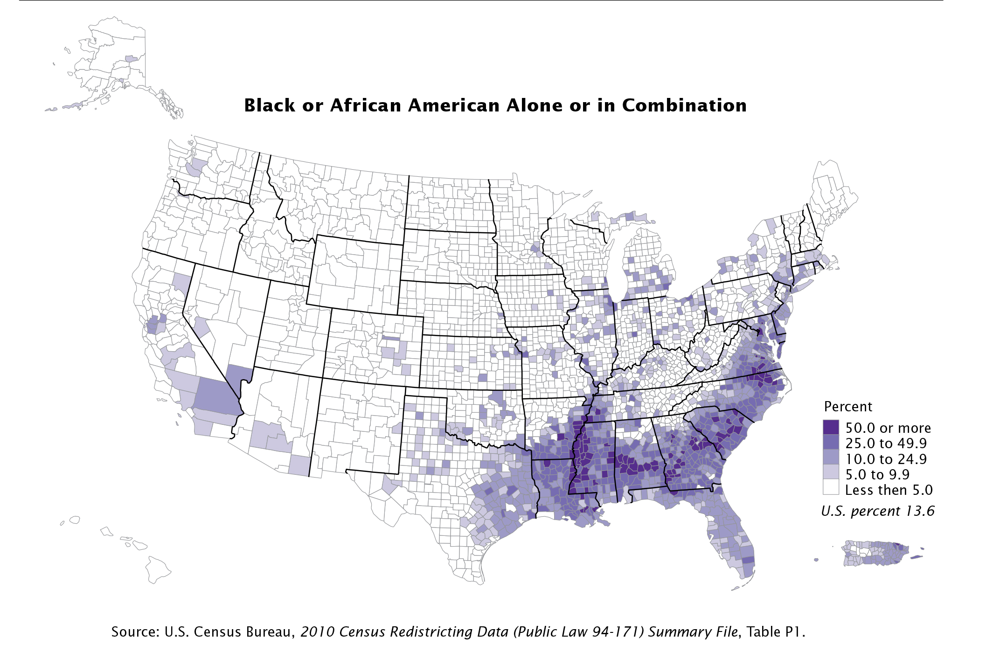 Black or African American Alone or in Combination
Percent
50.0 or more
25.0 to 49.9
10.0 to 24.9
5.0 to 9.9
Less then 5.0
U.S. percent 13.6
Source: U.S. Census Bureau, 2010 Census Redistricting Data (Public Law 94-171) Summary File, Table P1.